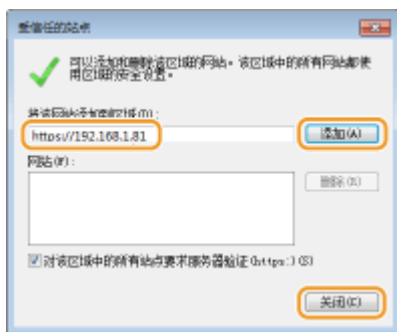 受信任的站点
可以添加和删除该区域的网站。该区域中的所有网站都使
用区域的安全设置。
将该网站添加到区域(D):
https://192.168.1.81
添加(A)
网站(W):
删除(R)
对该区域中的所有站点要求服务器验证(https:)(S)
关闭(C)